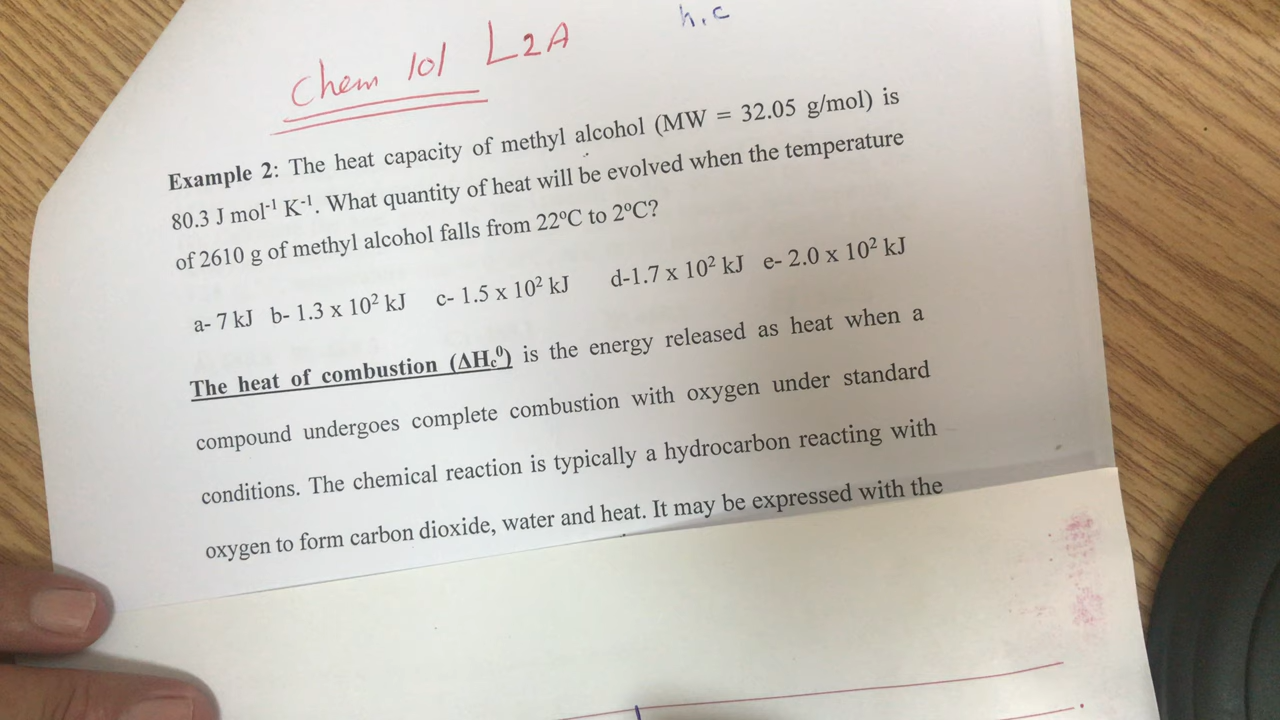 Chem 101 L2A
h.c
Example 2: The heat capacity of methyl alcohol (MW = 32.05 g/mol) is
80.3 J mol⁻¹ K⁻¹. What quantity of heat will be evolved when the temperature
of 2610 g of methyl alcohol falls from 22ºC to 2ºC?
a- 7 kJ b- 1.3 x 10² kJ c- 1.5 x 10² kJ d-1.7 x 10² kJ e- 2.0 x 10² kJ
The heat of combustion (ΔHc⁰) is the energy released as heat when a
compound undergoes complete combustion with oxygen under standard
conditions. The chemical reaction is typically a hydrocarbon reacting with
oxygen to form carbon dioxide, water and heat. It may be expressed with the